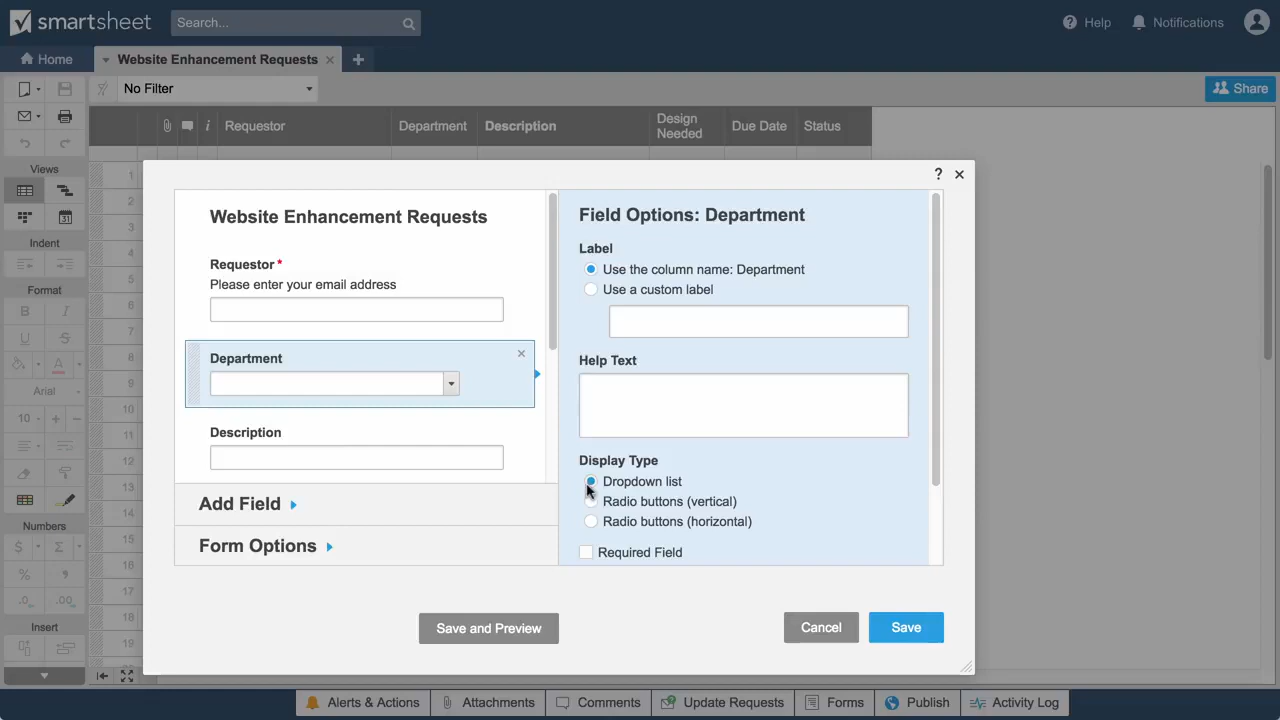 smartsheet
Search...
Help
Notifications
Home
Website Enhancement Requests
No Filter
Share
i
Requestor
Department
Description
Design
Needed
Due Date
Status
Views
Indent
Format
B I
U S
A
Arial
10
Numbers
$ Σ
% ,
.0 .00
Insert
1
2
3
4
5
6
7
8
9
10
11
12
13
14
15
16
17
18
19
?
Website Enhancement Requests
Requestor *
Please enter your email address
Department
Description
Add Field
Form Options
Field Options: Department
Label
Use the column name: Department
Use a custom label
Help Text
Display Type
Dropdown list
Radio buttons (vertical)
Radio buttons (horizontal)
Required Field
Save and Preview
Cancel
Save
Alerts & Actions
Attachments
Comments
Update Requests
Forms
Publish
Activity Log